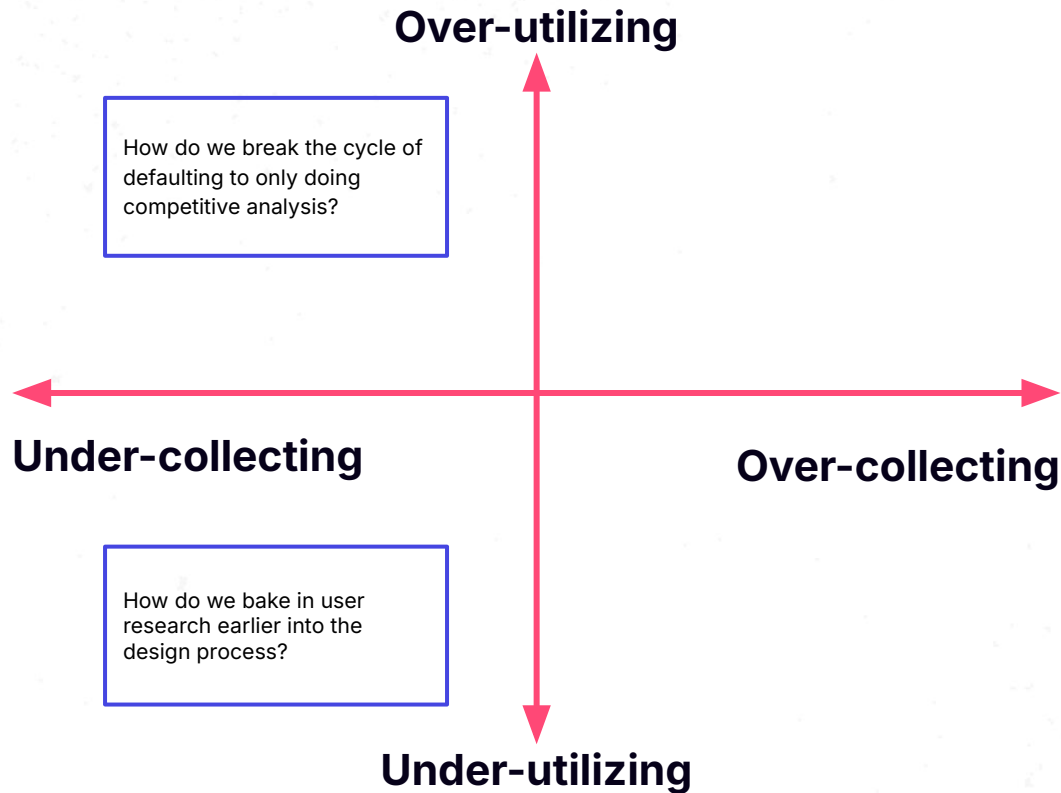 Over-utilizing
How do we break the cycle of
defaulting to only doing
competitive analysis?
Under-collecting
Over-collecting
How do we bake in user
research earlier into the
design process?
Under-utilizing